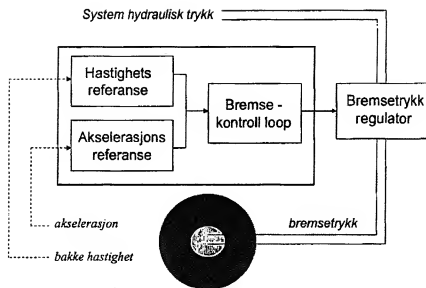 System hydraulisk trykk
Hastighets
referanse
Akselerasjons
referanse
Bremse -
kontroll loop
Bremsetrykk
regulator
akselerasjon
bremsetrykk
bakke hastighet